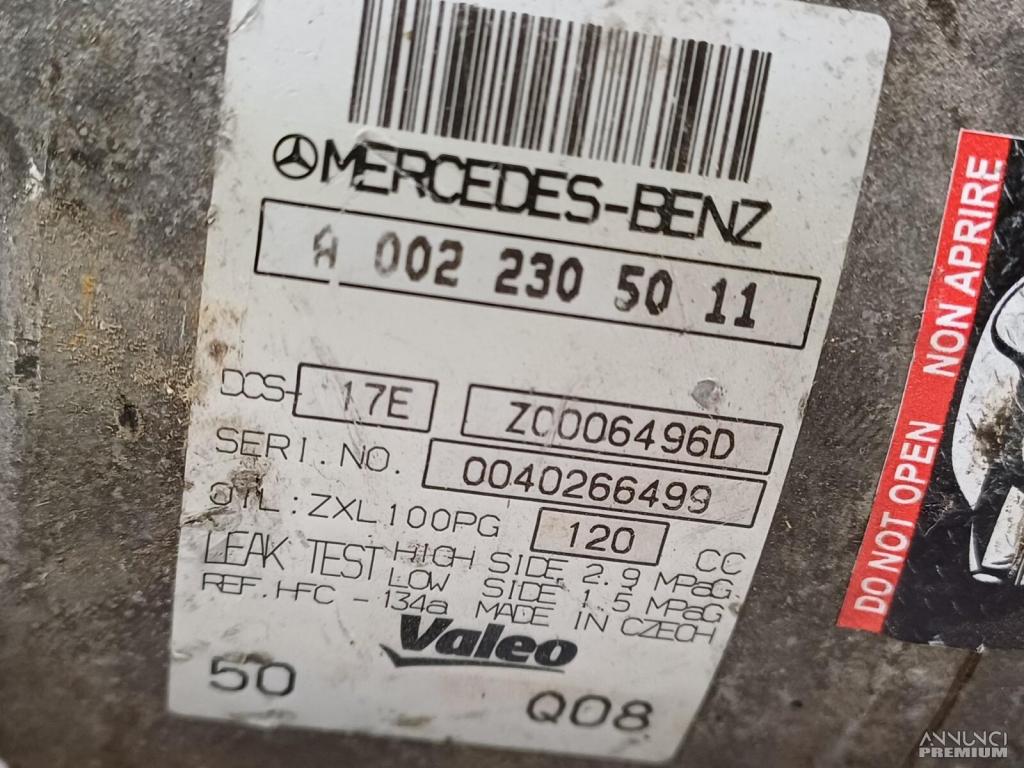 MERCEDES-BENZ
A 002 230 50 11
DCS- 17E Z0006496D
SERI.NO. 0040266499
OIL:ZXL100PG 120 CC
LEAK TEST HIGH SIDE 2.9 MPaG
LOW SIDE 1.5 MPaG
REF.HFC -134a MADE IN CZECH
Valeo
50 Q08
DO NOT OPEN NON APRIRE
ANNUNCI
PREMIUM